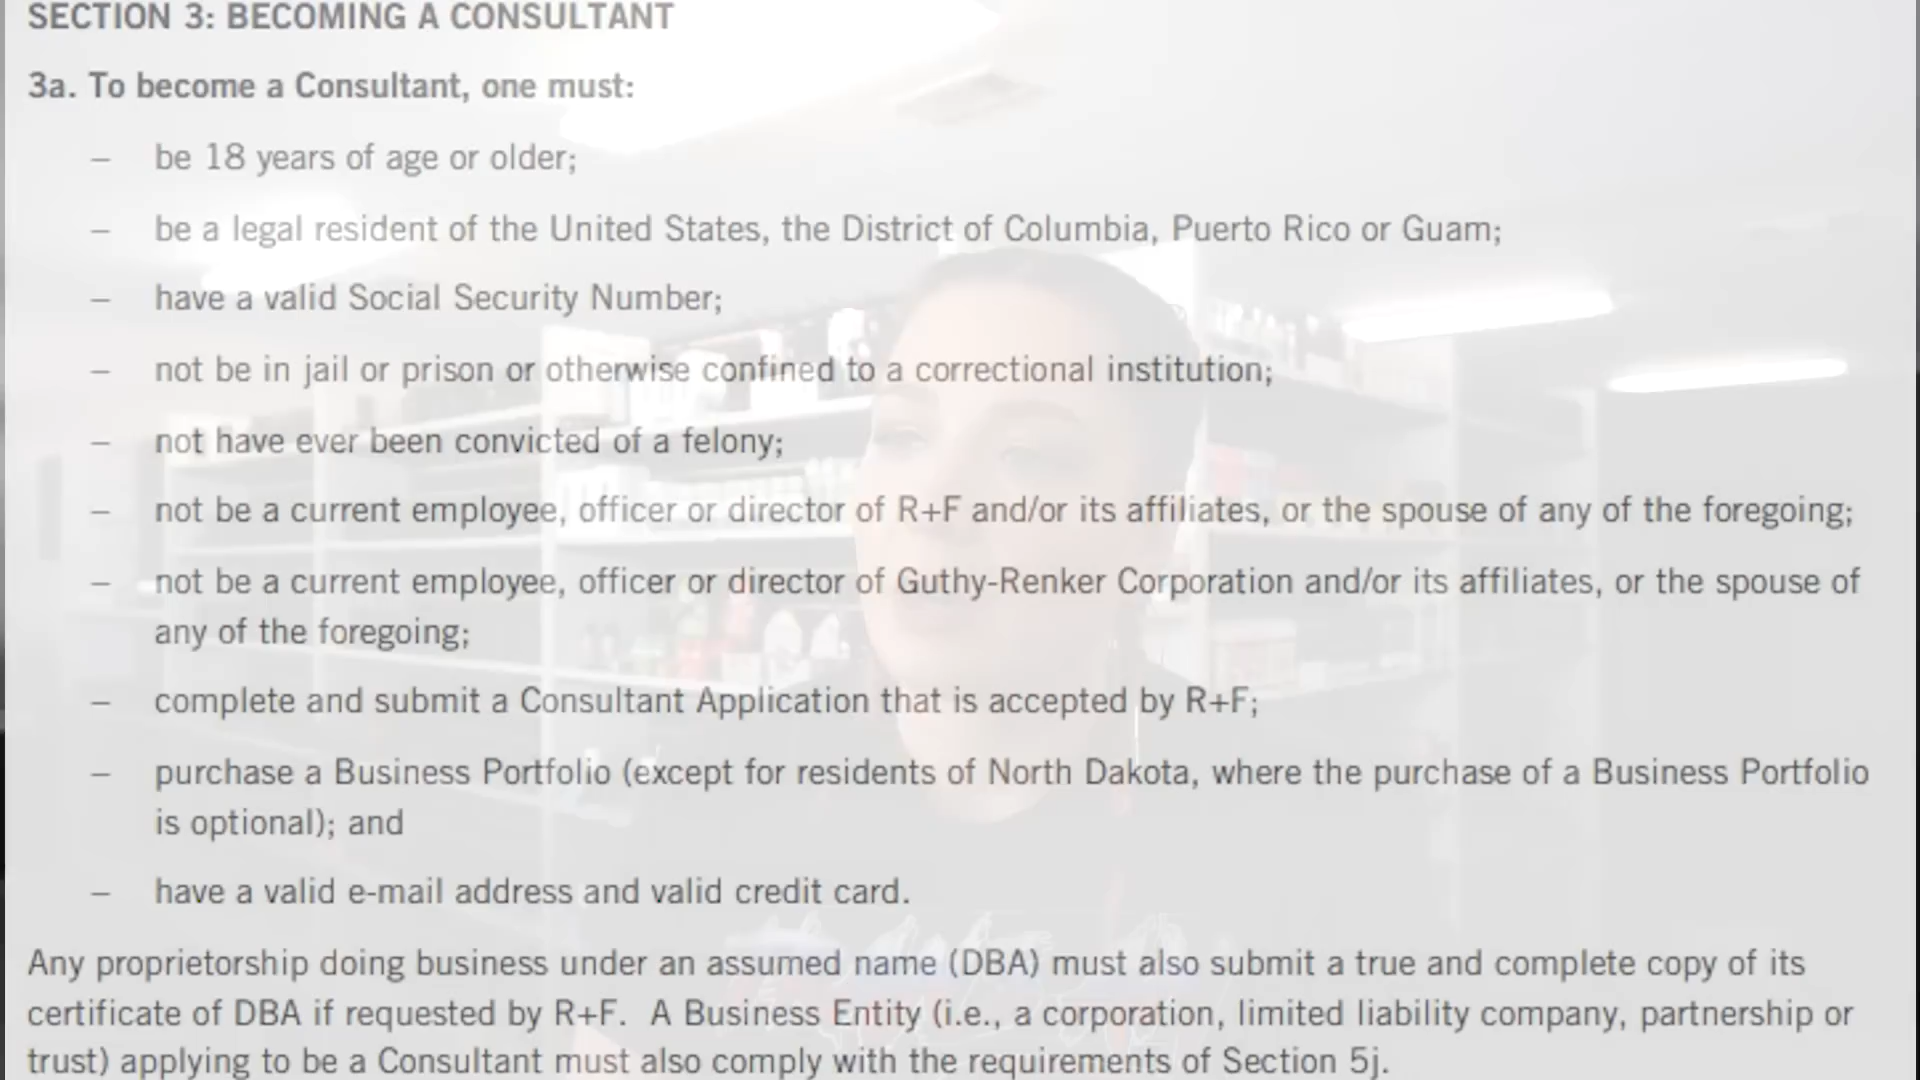 SECTION 3: BECOMING A CONSULTANT
3a. To become a Consultant, one must:
– be 18 years of age or older;
– be a legal resident of the United States, the District of Columbia, Puerto Rico or Guam;
– have a valid Social Security Number;
– not be in jail or prison or otherwise confined to a correctional institution;
– not have ever been convicted of a felony;
– not be a current employee, officer or director of R+F and/or its affiliates, or the spouse of any of the foregoing;
– not be a current employee, officer or director of Guthy-Renker Corporation and/or its affiliates, or the spouse of
any of the foregoing;
– complete and submit a Consultant Application that is accepted by R+F;
– purchase a Business Portfolio (except for residents of North Dakota, where the purchase of a Business Portfolio
is optional); and
– have a valid e-mail address and valid credit card.
Any proprietorship doing business under an assumed name (DBA) must also submit a true and complete copy of its
certificate of DBA if requested by R+F. A Business Entity (i.e., a corporation, limited liability company, partnership or
trust) applying to be a Consultant must also comply with the requirements of Section 5j.